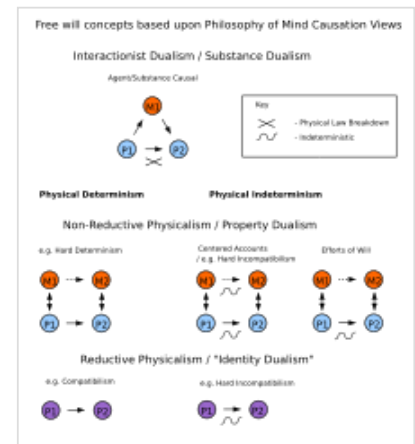 Free will concepts based upon Philosophy of Mind Causation Views
Interactionist Dualism / Substance Dualism
Agent/Substance Causal
M1
P1
P2
Key
- Physical Law Breakdown
- Indeterministic
Physical Determinism
Physical Indeterminism
Non-Reductive Physicalism / Property Dualism
e.g. Hard Determinism
Centered Accounts
/ e.g. Hard Incompatibilism
Efforts of Will
M1 M2
M1 M2
M1 M2
P1 P2
P1 P2
P1 P2
Reductive Physicalism / "Identity Dualism"
e.g. Compatibilism
e.g. Hard Incompatibilism
P1 P2
P1 P2